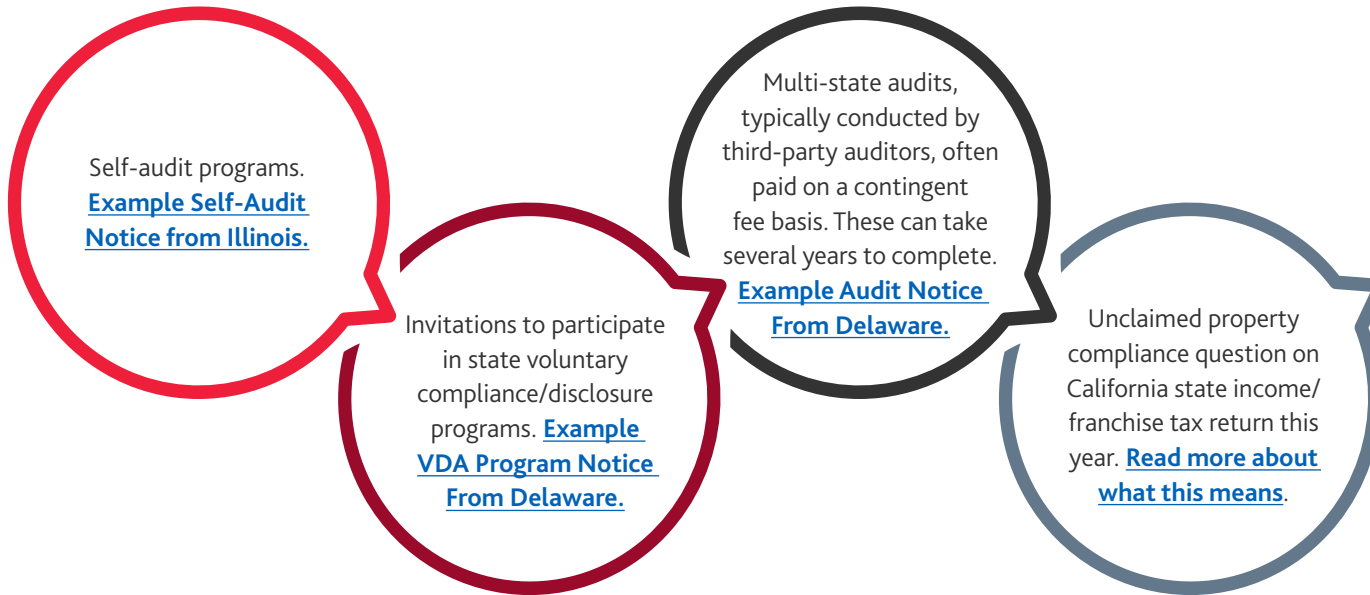 Self-audit programs.
Example Self-Audit
Notice from Illinois.
Invitations to participate
in state voluntary
compliance/disclosure
programs. Example
VDA Program Notice
From Delaware.
Multi-state audits,
typically conducted by
third-party auditors, often
paid on a contingent
fee basis. These can take
several years to complete.
Example Audit Notice
From Delaware.
Unclaimed property
compliance question on
California state income/
franchise tax return this
year. Read more about
what this means.